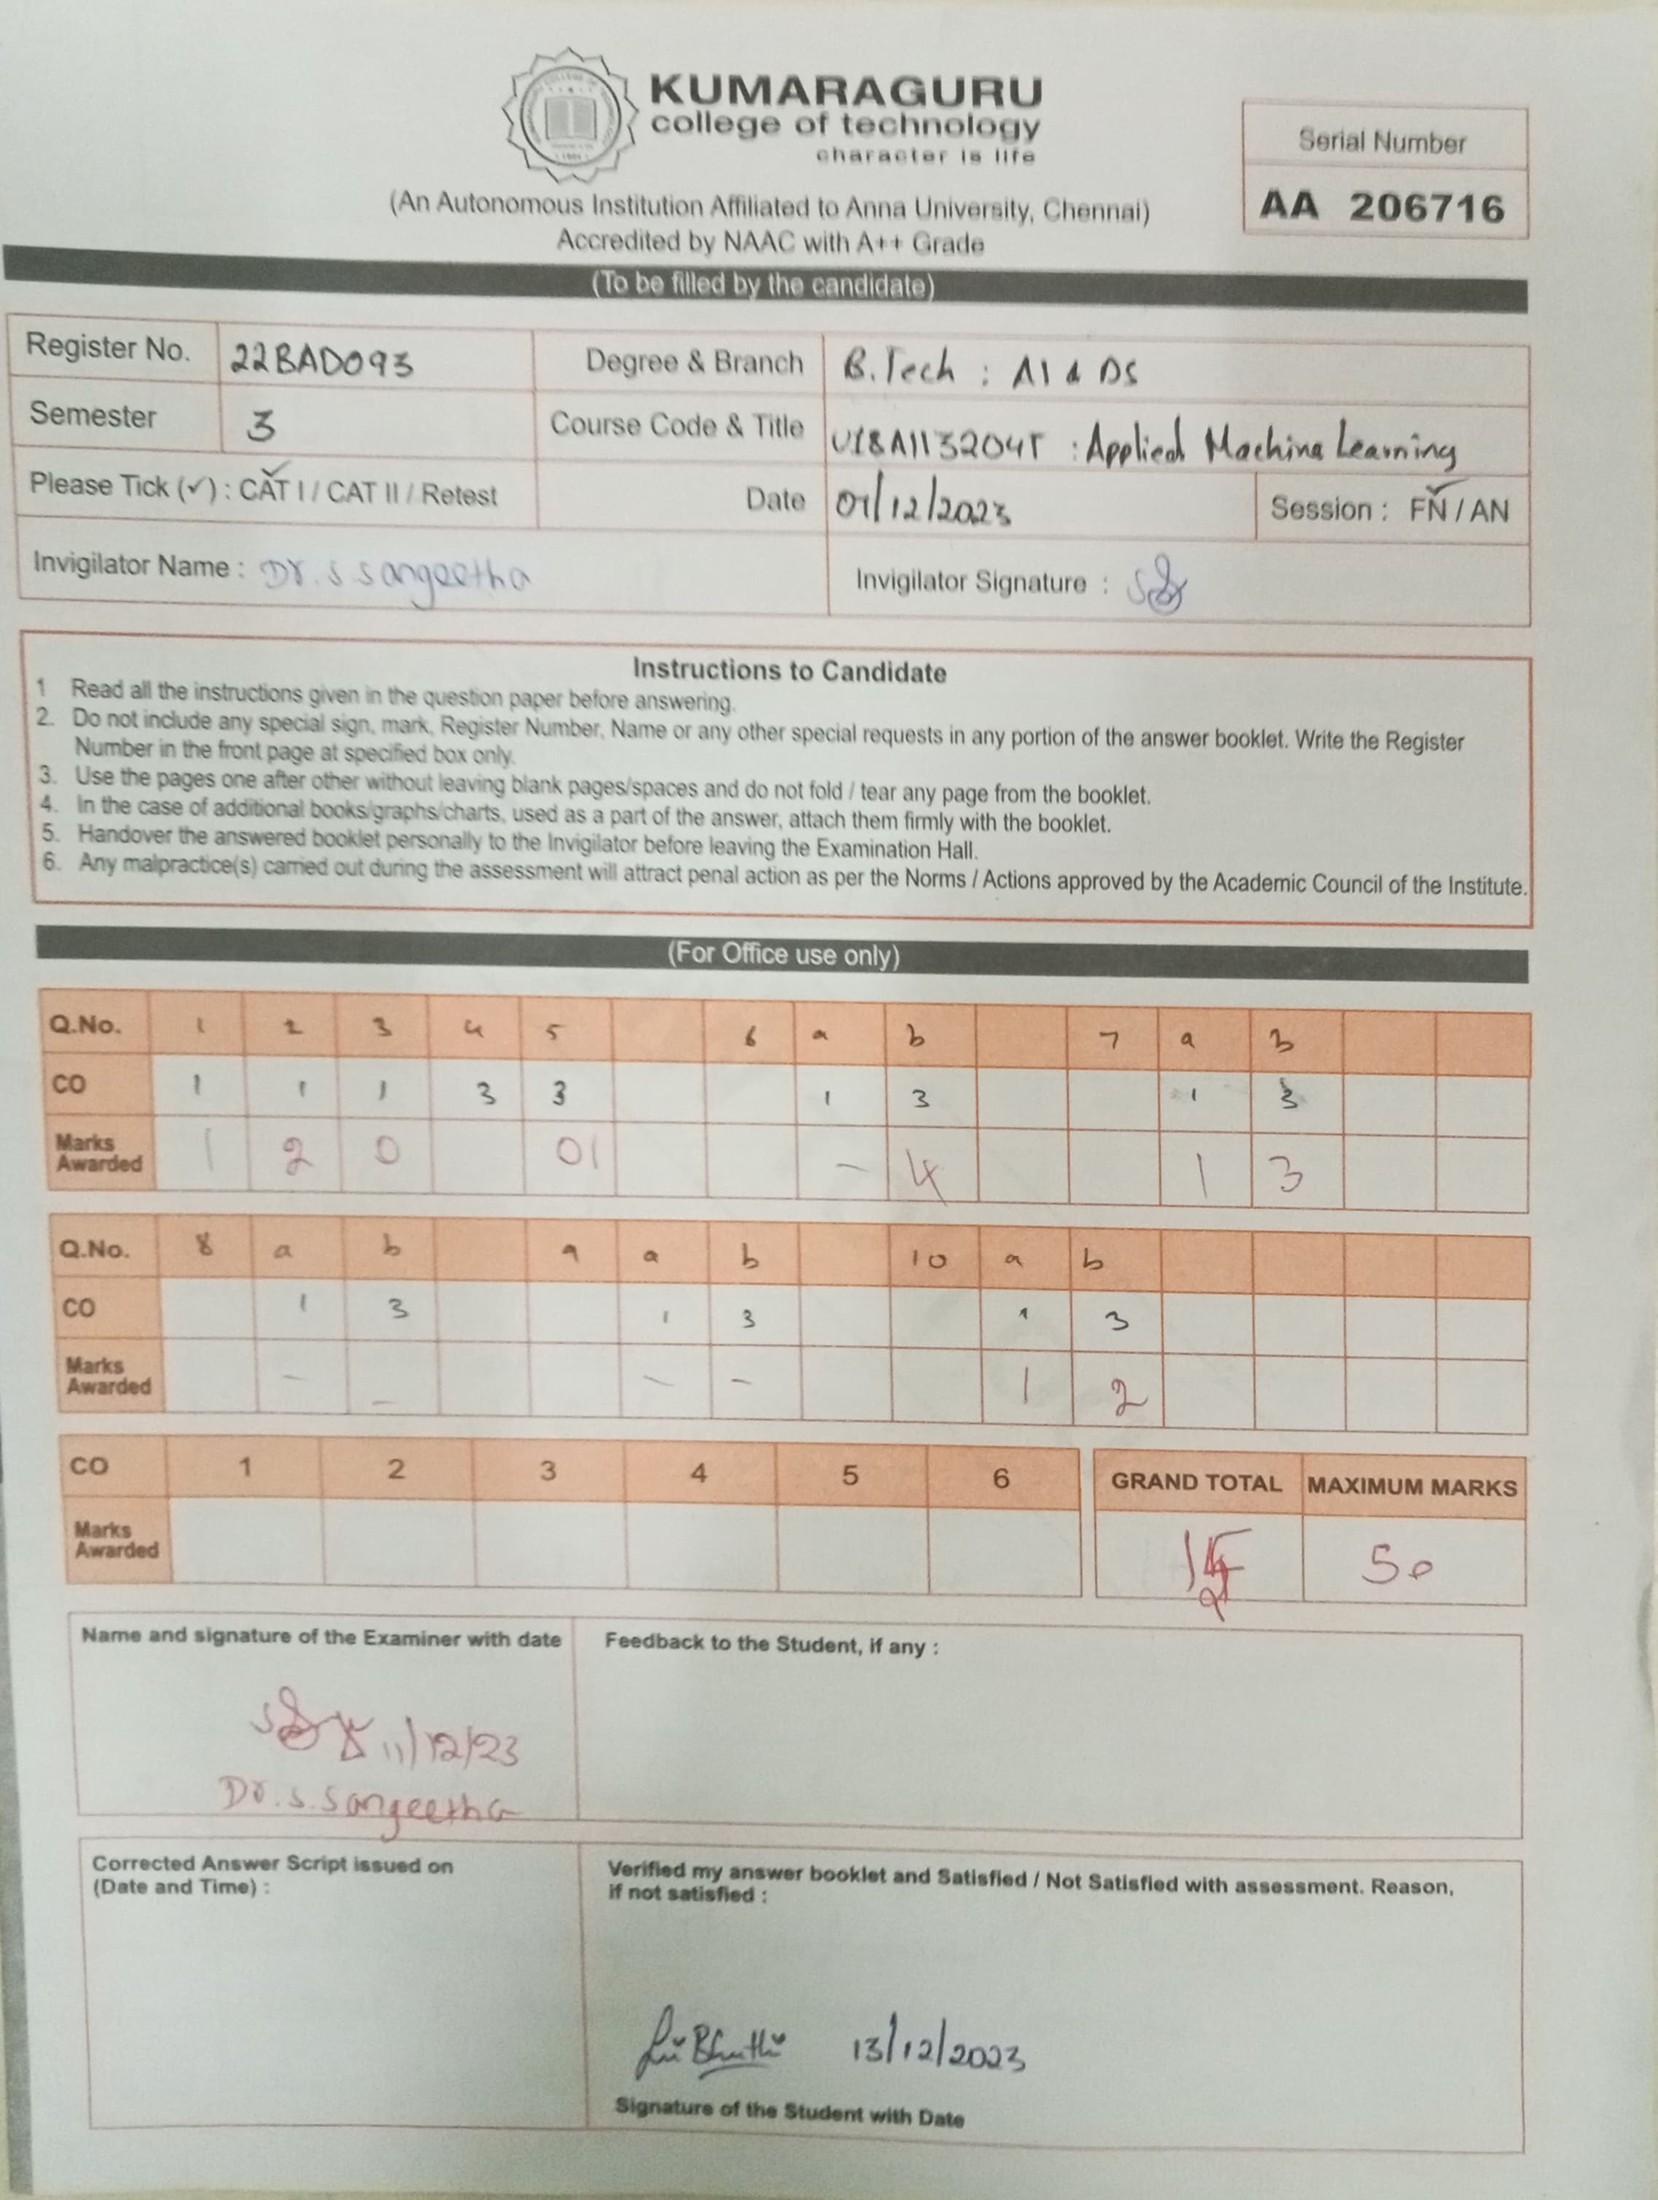 KUMARAGURU
college of technology
character is life
(An Autonomous Institution Affiliated to Anna University, Chennai)
Accredited by NAAC with A++ Grade
Serial Number
AA 206716
(To be filled by the candidate)
Register No. 22BAD093 Degree & Branch B.Tech : AI & DS
Semester 3 Course Code & Title U18AII3204T : Applied Machine Learning
Please Tick (✓) : CAT I / CAT II / Retest Date 01/12/2023 Session : FN / AN
Invigilator Name : Dr. S. Sangeetha Invigilator Signature :
Instructions to Candidate
1 Read all the instructions given in the question paper before answering.
2. Do not include any special sign, mark, Register Number, Name or any other special requests in any portion of the answer booklet. Write the Register
Number in the front page at specified box only.
3. Use the pages one after other without leaving blank pages/spaces and do not fold / tear any page from the booklet.
4. In the case of additional books/graphs/charts, used as a part of the answer, attach them firmly with the booklet.
5. Handover the answered booklet personally to the Invigilator before leaving the Examination Hall.
6. Any malpractice(s) carried out during the assessment will attract penal action as per the Norms / Actions approved by the Academic Council of the Institute.
(For Office use only)
Q.No. 1 2 3 4 5 6 a b 7 a b
CO 1 1 1 3 3 1 3 1 3
Marks
Awarded 1 2 0 01 - 4 1 3
Q.No. 8 a b 9 a b 10 a b
CO 1 3 1 3 1 3
Marks
Awarded - - - - 1 2
CO 1 2 3 4 5 6 GRAND TOTAL MAXIMUM MARKS
Marks
Awarded 50
Name and signature of the Examiner with date
11/12/23
Dr. S. Sangeetha
Feedback to the Student, if any :
Corrected Answer Script issued on
(Date and Time) :
Verified my answer booklet and Satisfied / Not Satisfied with assessment. Reason,
if not satisfied :
13/12/2023
Signature of the Student with Date